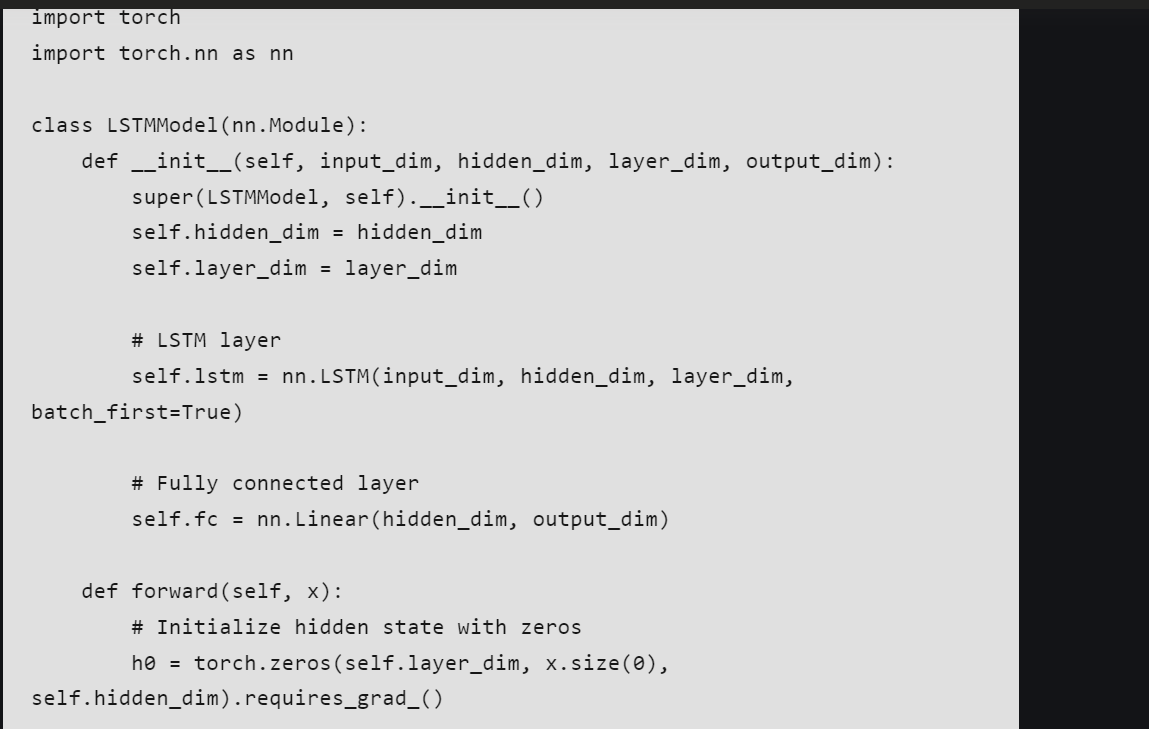 import torch
import torch.nn as nn
class LSTMModel(nn.Module):
    def __init__(self, input_dim, hidden_dim, layer_dim, output_dim):
        super(LSTMModel, self).__init__()
        self.hidden_dim = hidden_dim
        self.layer_dim = layer_dim
        # LSTM layer
        self.lstm = nn.LSTM(input_dim, hidden_dim, layer_dim,
batch_first=True)
        # Fully connected layer
        self.fc = nn.Linear(hidden_dim, output_dim)
    def forward(self, x):
        # Initialize hidden state with zeros
        h0 = torch.zeros(self.layer_dim, x.size(0),
self.hidden_dim).requires_grad_()